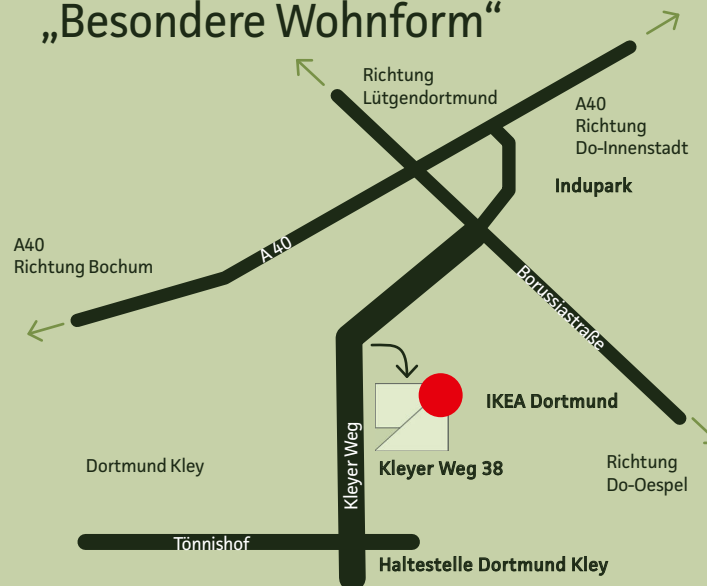 „Besondere Wohnform“
Richtung
Lütgendortmund
A40
Richtung
Do-Innenstadt
Indupark
A40
Richtung Bochum
A 40
Borussiastraße
IKEA Dortmund
Kleyer Weg
Kleyer Weg 38
Dortmund Kley
Richtung
Do-Oespel
Tönnishof
Haltestelle Dortmund Kley